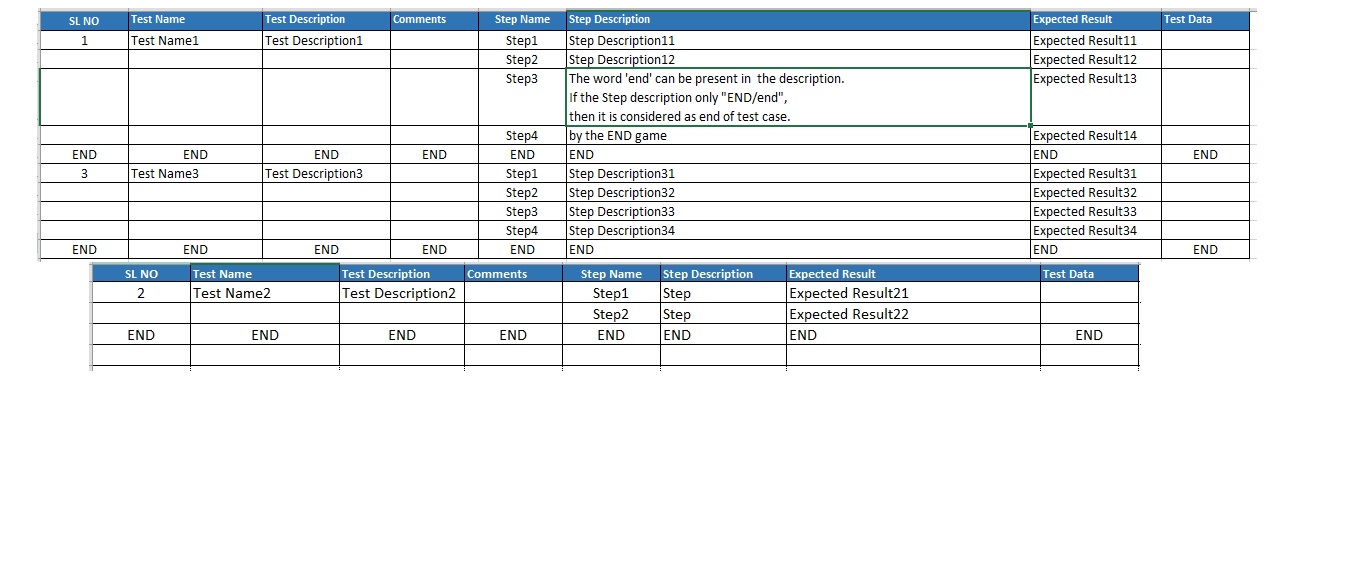 SL NO Test Name Test Description Comments Step Name Step Description Expected Result Test Data
1 Test Name1 Test Description1 Step1 Step Description11 Expected Result11
Step2 Step Description12 Expected Result12
Step3 The word 'end' can be present in  the description. Expected Result13
If the Step description only "END/end",
then it is considered as end of test case.
Step4 by the END game Expected Result14
END END END END END END END END
3 Test Name3 Test Description3 Step1 Step Description31 Expected Result31
Step2 Step Description32 Expected Result32
Step3 Step Description33 Expected Result33
Step4 Step Description34 Expected Result34
END END END END END END END END
SL NO Test Name Test Description Comments Step Name Step Description Expected Result Test Data
2 Test Name2 Test Description2 Step1 Step Expected Result21
Step2 Step Expected Result22
END END END END END END END END